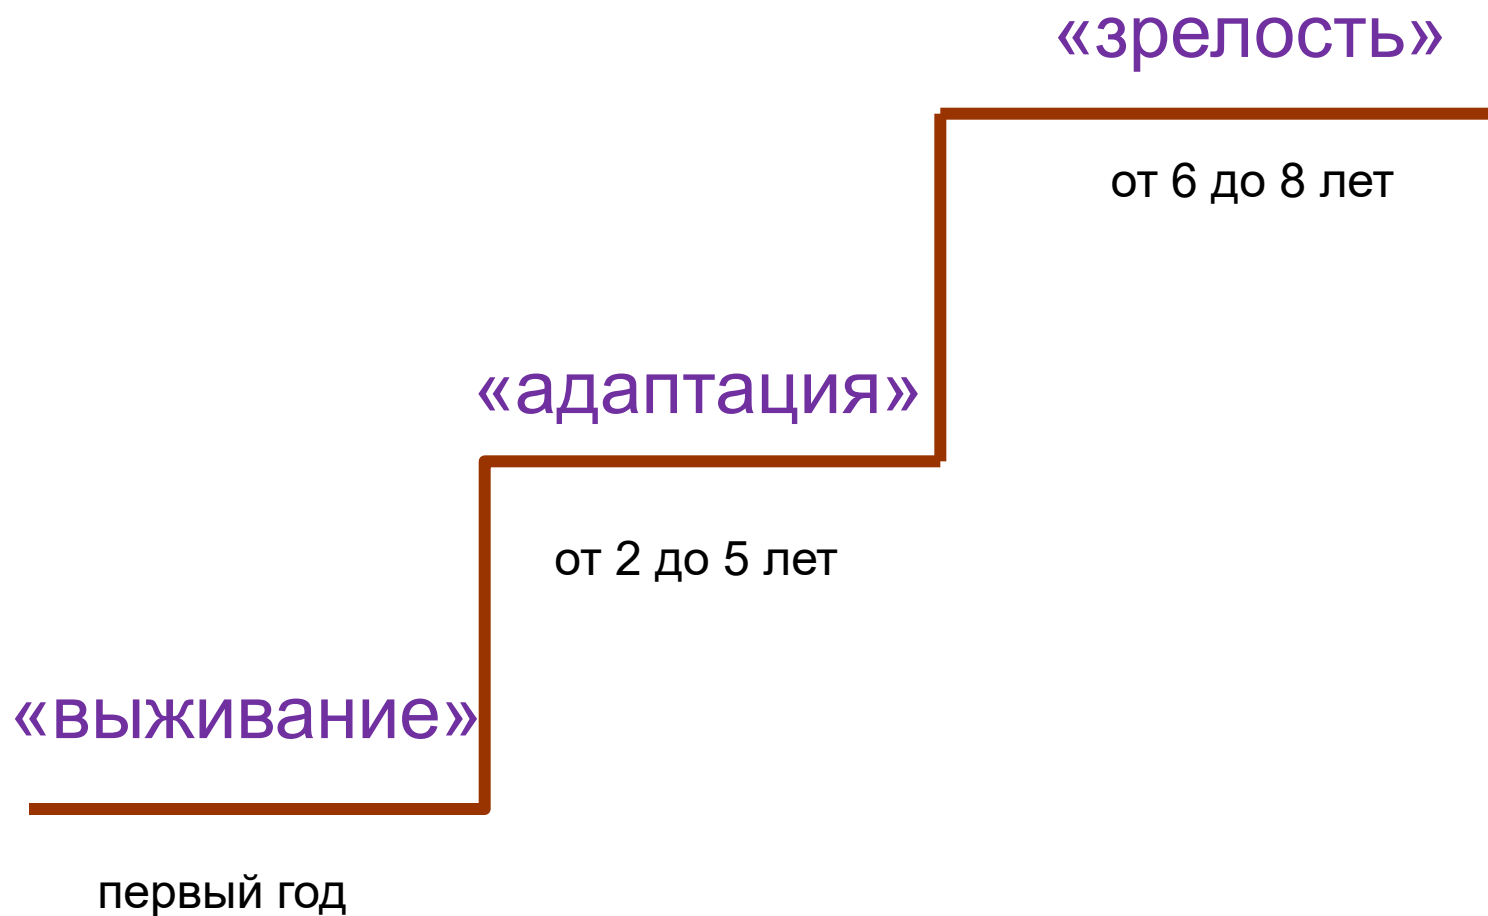 «зрелость»
от 6 до 8 лет
«адаптация»
от 2 до 5 лет
«выживание»
первый год